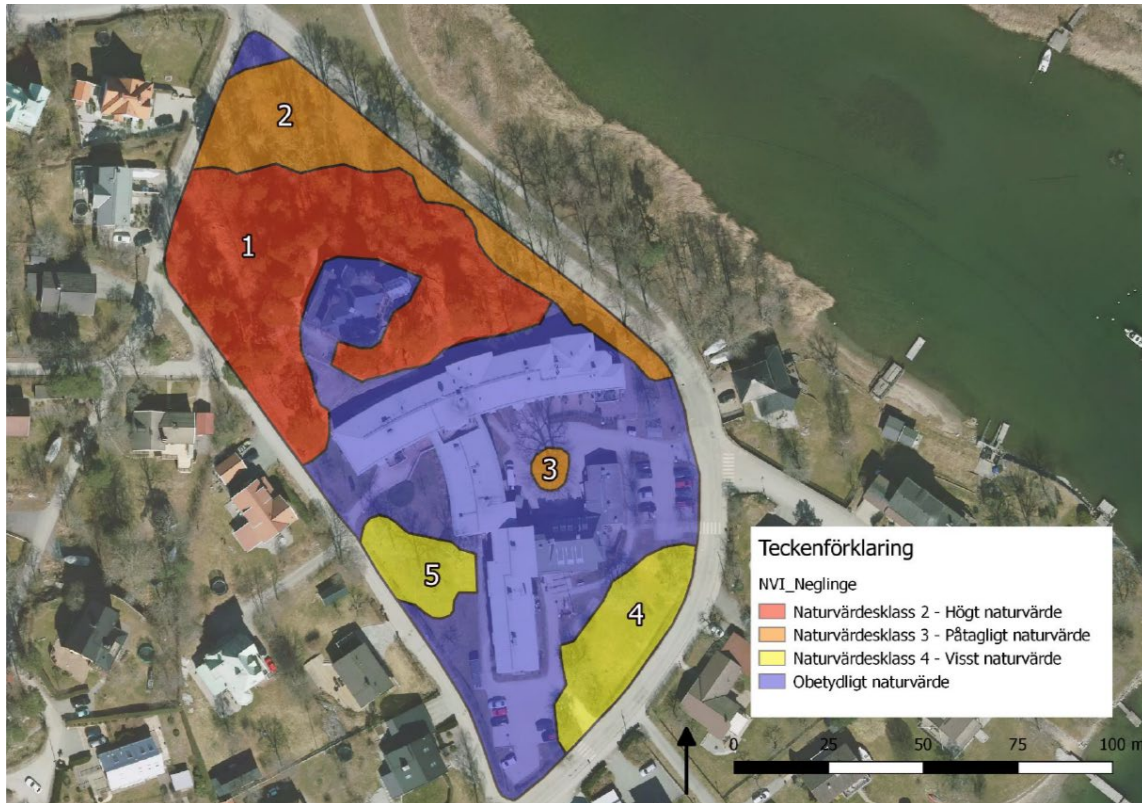 2
1
3
5
4
Teckenförklaring
NVI_Neglinge
Naturvärdesklass 2 - Högt naturvärde
Naturvärdesklass 3 - Påtagligt naturvärde
Naturvärdesklass 4 - Visst naturvärde
Obetydligt naturvärde
0 25 50 75 100 m